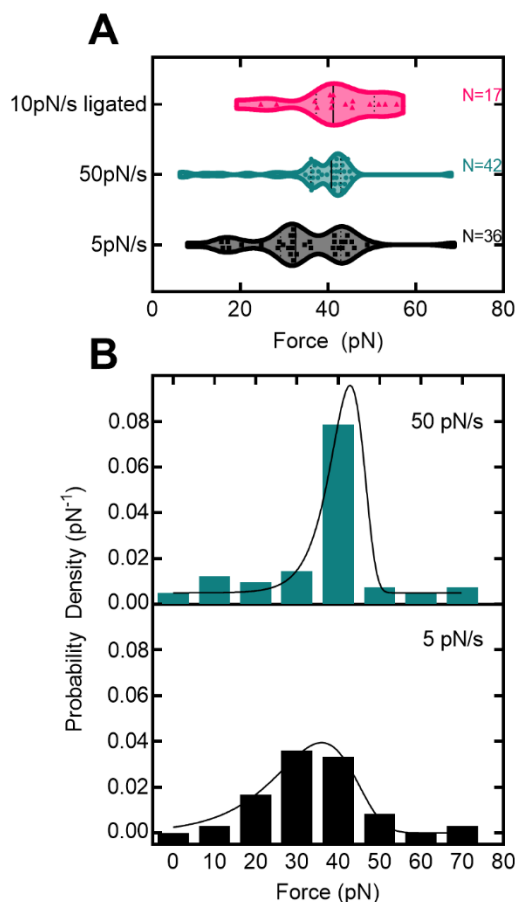 A
10pN/s ligated
N=17
50pN/s
N=42
5pN/s
N=36
0 20 40 60 80
Force (pN)
B
50 pN/s
0.08
0.06
0.04
0.02
0.00
5 pN/s
0.08
0.06
0.04
0.02
0.00
Probability Density (pN⁻¹)
0 10 20 30 40 50 60 70 80
Force (pN)